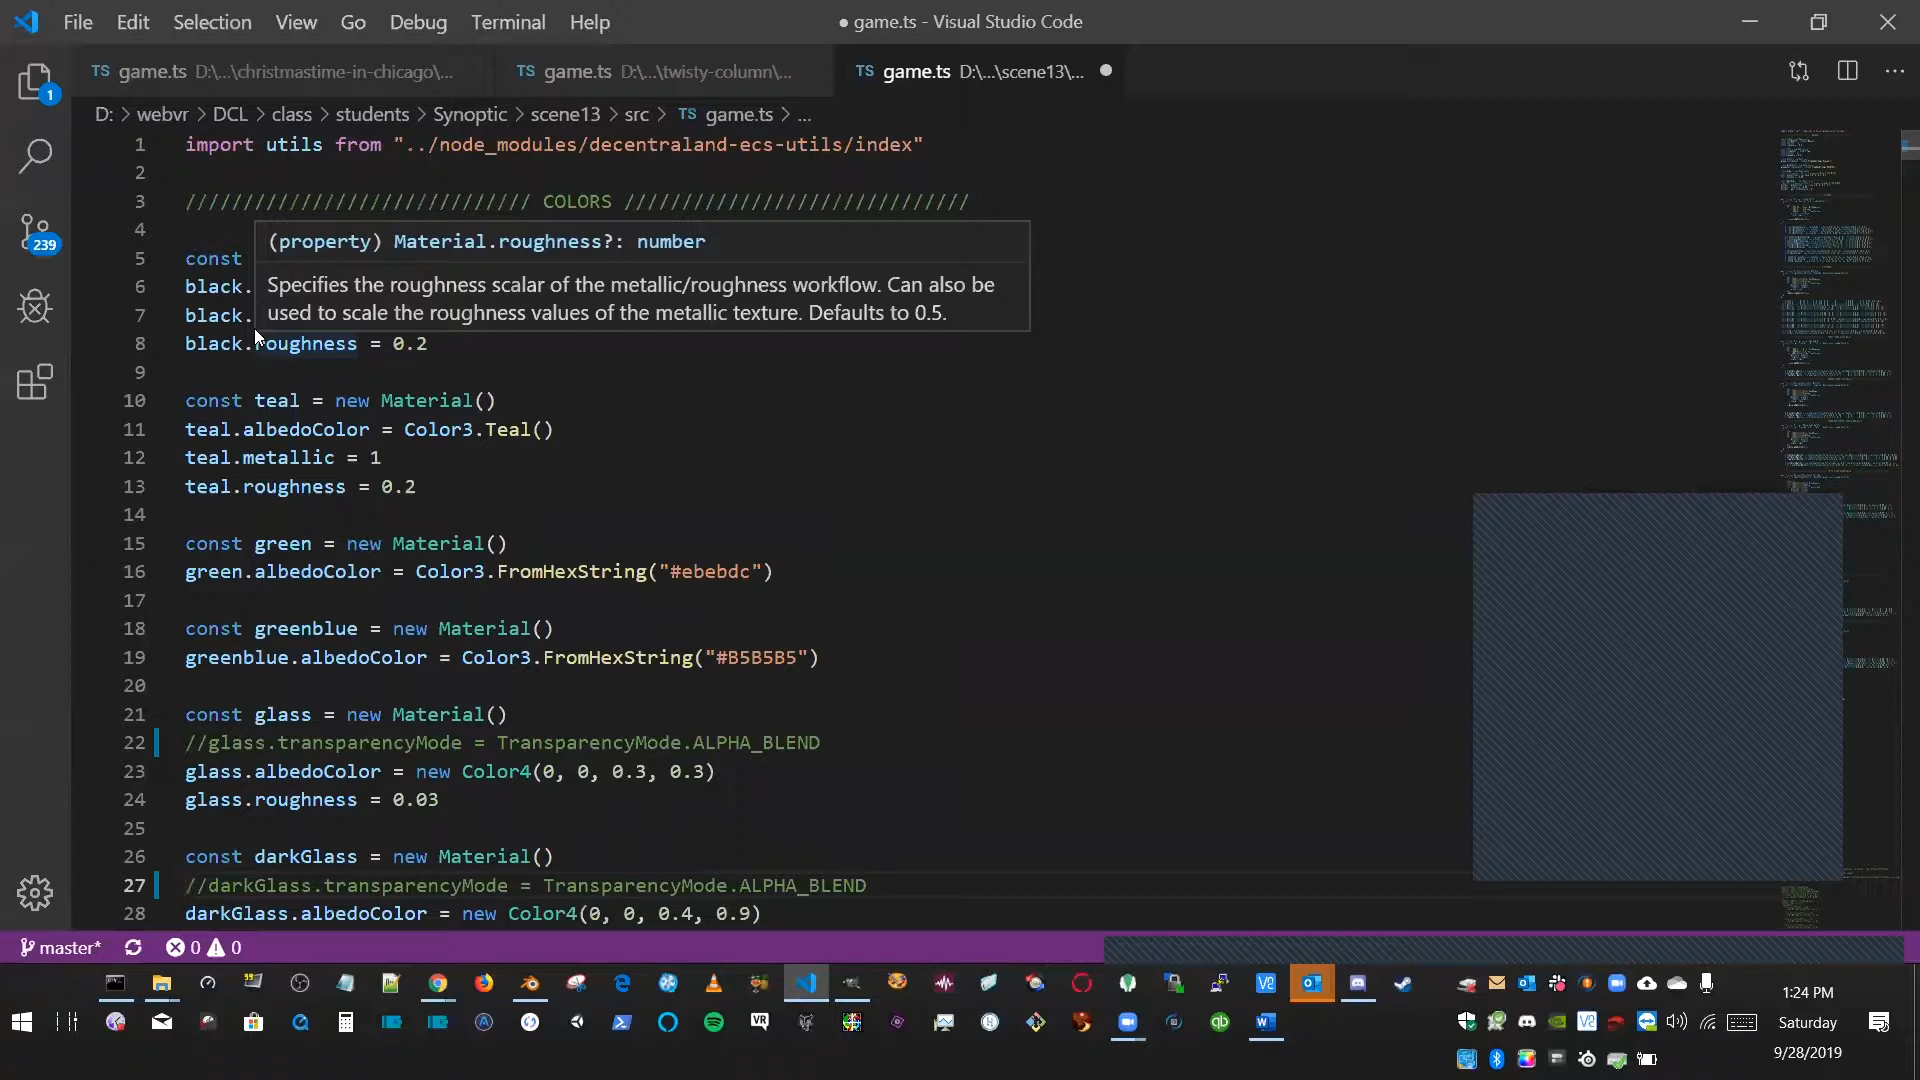 File Edit Selection View Go Debug Terminal Help
● game.ts - Visual Studio Code
TS game.ts D:\...\christmastime-in-chicago\...
TS game.ts D:\...\twisty-column\...
TS game.ts D:\...\scene13\... ●
D: > webvr > DCL > class > students > Synoptic > scene13 > src > TS game.ts > ...
1
239
1 import utils from "../node_modules/decentraland-ecs-utils/index"
2
3 ////////////////////////////// COLORS //////////////////////////////
4
(property) Material.roughness?: number
Specifies the roughness scalar of the metallic/roughness workflow. Can also be
used to scale the roughness values of the metallic texture. Defaults to 0.5.
5 const
6 black.
7 black.
8 black.roughness = 0.2
9
10 const teal = new Material()
11 teal.albedoColor = Color3.Teal()
12 teal.metallic = 1
13 teal.roughness = 0.2
14
15 const green = new Material()
16 green.albedoColor = Color3.FromHexString("#ebebdc")
17
18 const greenblue = new Material()
19 greenblue.albedoColor = Color3.FromHexString("#B5B5B5")
20
21 const glass = new Material()
22 //glass.transparencyMode = TransparencyMode.ALPHA_BLEND
23 glass.albedoColor = new Color4(0, 0, 0.3, 0.3)
24 glass.roughness = 0.03
25
26 const darkGlass = new Material()
27 //darkGlass.transparencyMode = TransparencyMode.ALPHA_BLEND
28 darkGlass.albedoColor = new Color4(0, 0, 0.4, 0.9)
master* 0 0
1:24 PM
Saturday
9/28/2019